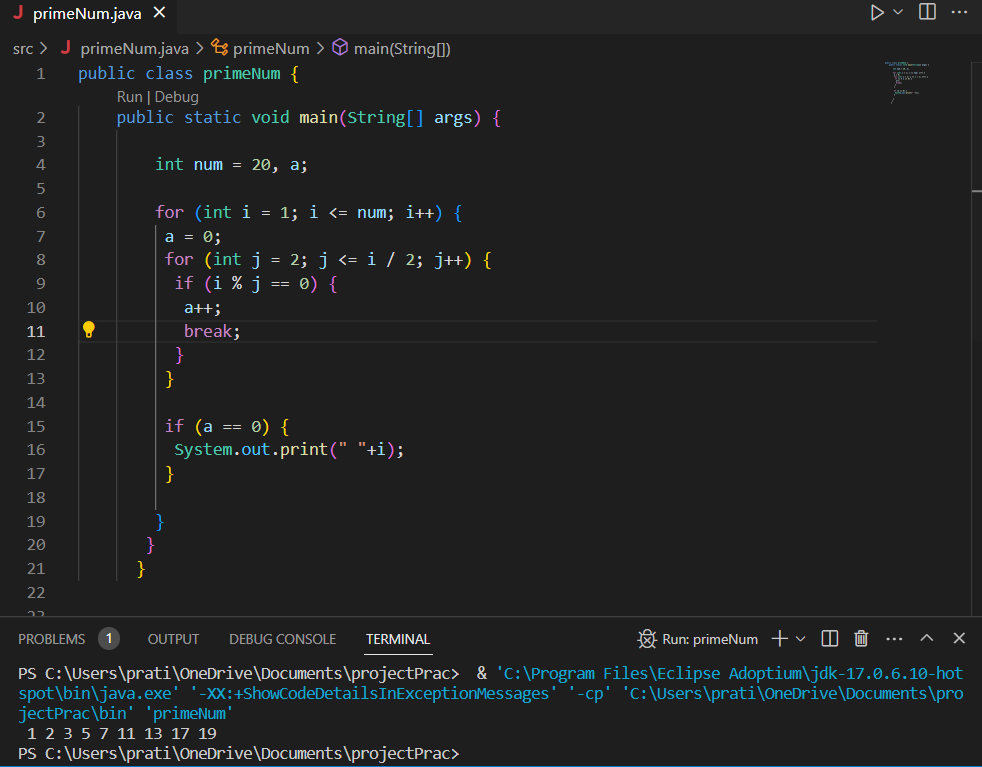 J primeNum.java ✕
src > J primeNum.java > primeNum > main(String[])
1 public class primeNum {
Run | Debug
2 public static void main(String[] args) {
3
4 int num = 20, a;
5
6 for (int i = 1; i <= num; i++) {
7 a = 0;
8 for (int j = 2; j <= i / 2; j++) {
9 if (i % j == 0) {
10 a++;
11 break;
12 }
13 }
14
15 if (a == 0) {
16 System.out.print(" "+i);
17 }
18
19 }
20 }
21 }
22
23
PROBLEMS 1 OUTPUT DEBUG CONSOLE TERMINAL Run: primeNum
PS C:\Users\prati\OneDrive\Documents\projectPrac> & 'C:\Program Files\Eclipse Adoptium\jdk-17.0.6.10-hot
spot\bin\java.exe' '-XX:+ShowCodeDetailsInExceptionMessages' '-cp' 'C:\Users\prati\OneDrive\Documents\pro
jectPrac\bin' 'primeNum'
1 2 3 5 7 11 13 17 19
PS C:\Users\prati\OneDrive\Documents\projectPrac>